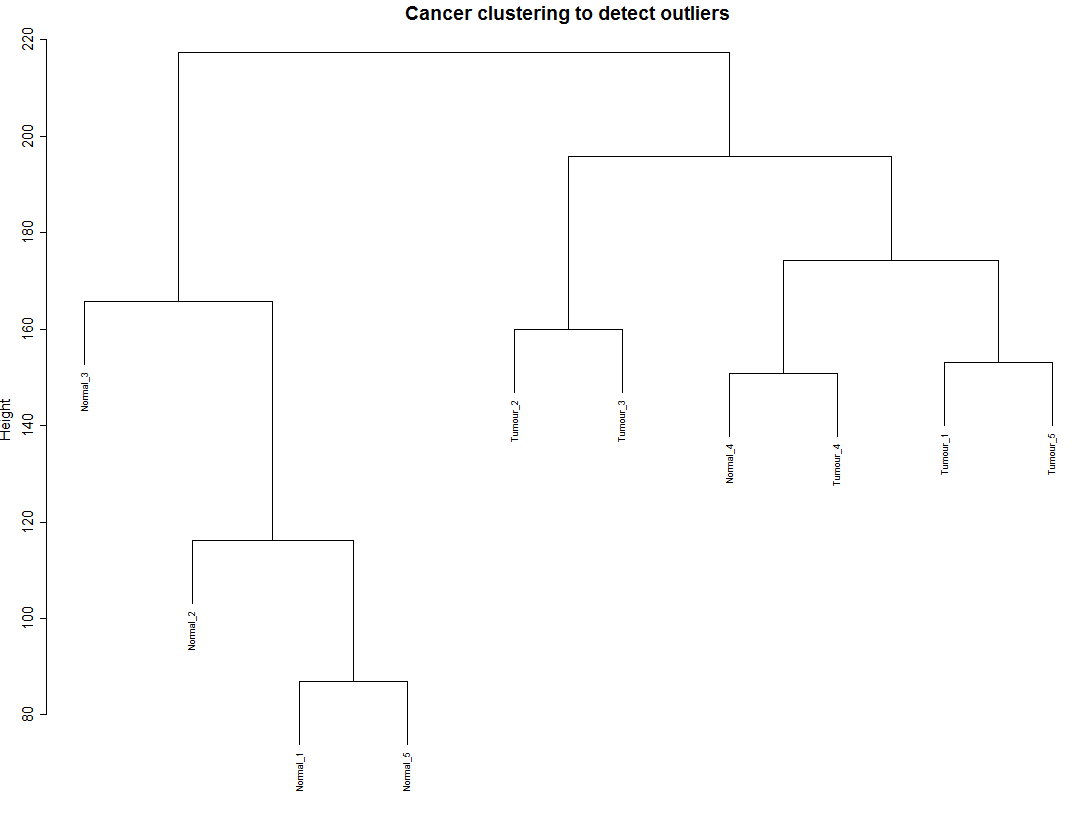 Cancer clustering to detect outliers
Height
220
200
180
160
140
120
100
80
Normal_3
Normal_2
Normal_1
Normal_5
Tumour_2
Tumour_3
Normal_4
Tumour_4
Tumour_1
Tumour_5